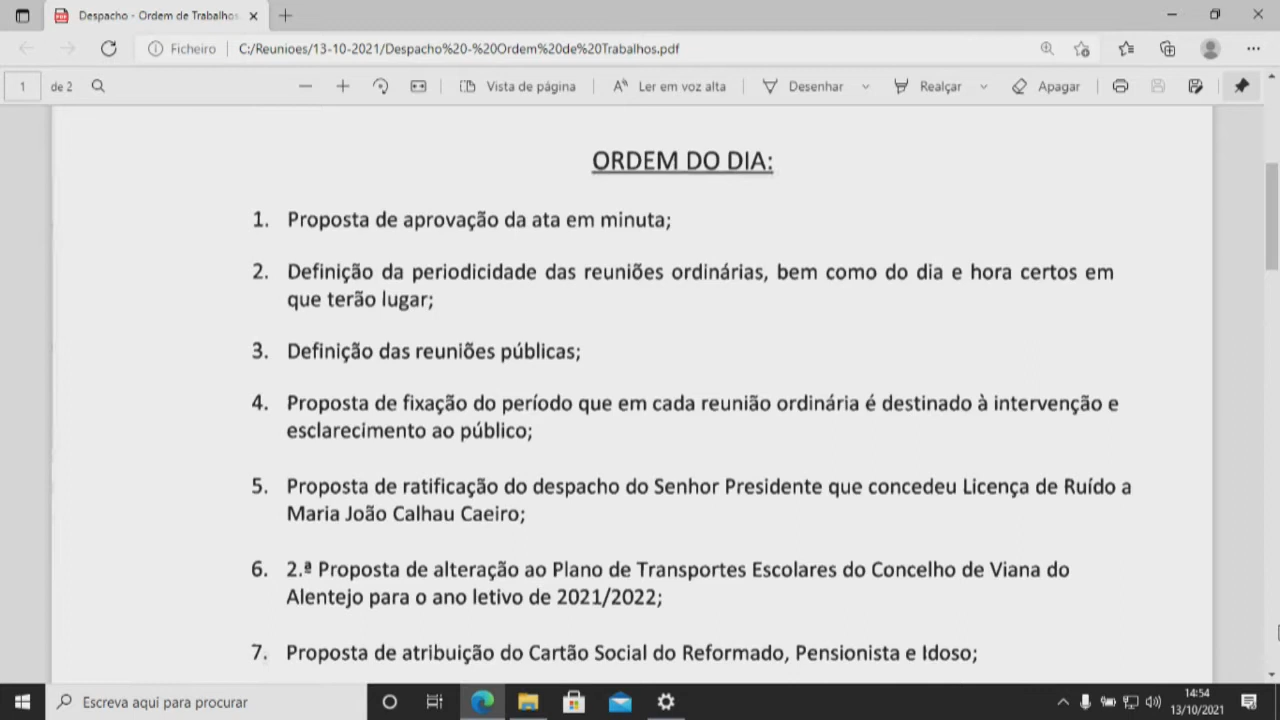 Despacho - Ordem de Trabalhos
Ficheiro
C:/Reunioes/13-10-2021/Despacho%20-%20Ordem%20de%20Trabalhos.pdf
1 de 2
Vista de página
Ler em voz alta
Desenhar
Realçar
Apagar
ORDEM DO DIA:
1. Proposta de aprovação da ata em minuta;
2. Definição da periodicidade das reuniões ordinárias, bem como do dia e hora certos em
que terão lugar;
3. Definição das reuniões públicas;
4. Proposta de fixação do período que em cada reunião ordinária é destinado à intervenção e
esclarecimento ao público;
5. Proposta de ratificação do despacho do Senhor Presidente que concedeu Licença de Ruído a
Maria João Calhau Caeiro;
6. 2.ª Proposta de alteração ao Plano de Transportes Escolares do Concelho de Viana do
Alentejo para o ano letivo de 2021/2022;
7. Proposta de atribuição do Cartão Social do Reformado, Pensionista e Idoso;
Escreva aqui para procurar
14:54
13/10/2021